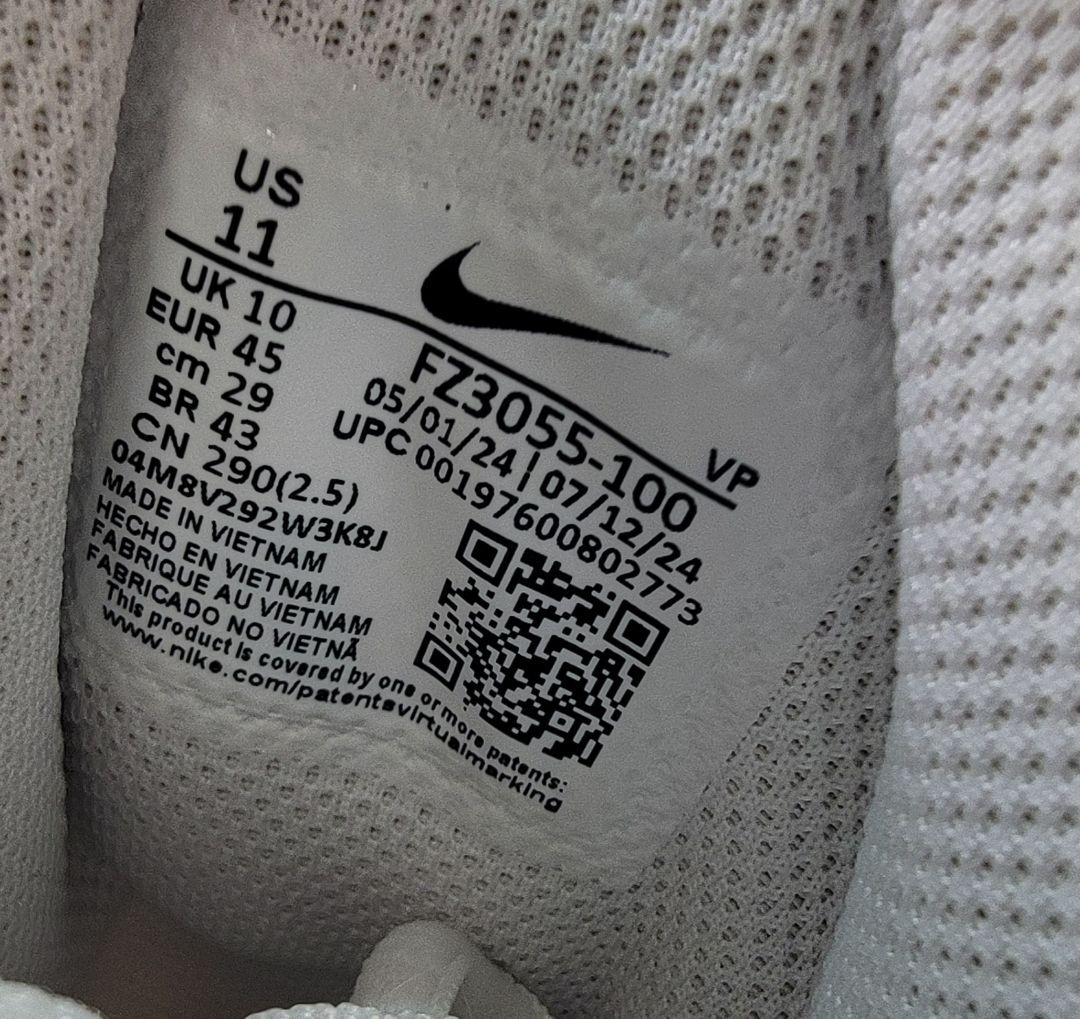 US
11
UK 10
EUR 45
cm 29
BR 43
CN 290(2.5)
04M8V292W3K8J
MADE IN VIETNAM
HECHO EN VIETNAM
FABRIQUE AU VIETNAM
FABRICADO NO VIETNÃ
This product is covered by one or more patents:
www.nike.com/patentsvirtualmarking
VP
FZ3055-100
05/01/24 | 07/12/24
UPC 00197600802773